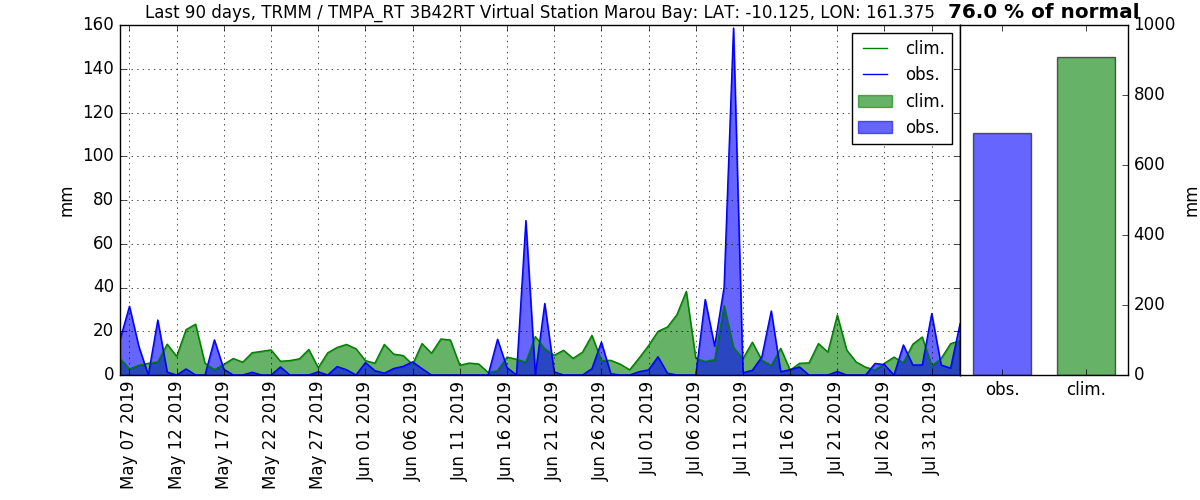 Last 90 days, TRMM / TMPA_RT 3B42RT Virtual Station Marou Bay: LAT: -10.125, LON: 161.375
76.0 % of normal
160
140
120
100
80
60
40
20
0
mm
clim.
obs.
clim.
obs.
May 07 2019
May 12 2019
May 17 2019
May 22 2019
May 27 2019
Jun 01 2019
Jun 06 2019
Jun 11 2019
Jun 16 2019
Jun 21 2019
Jun 26 2019
Jul 01 2019
Jul 06 2019
Jul 11 2019
Jul 16 2019
Jul 21 2019
Jul 26 2019
Jul 31 2019
1000
800
600
400
200
0
mm
obs.
clim.